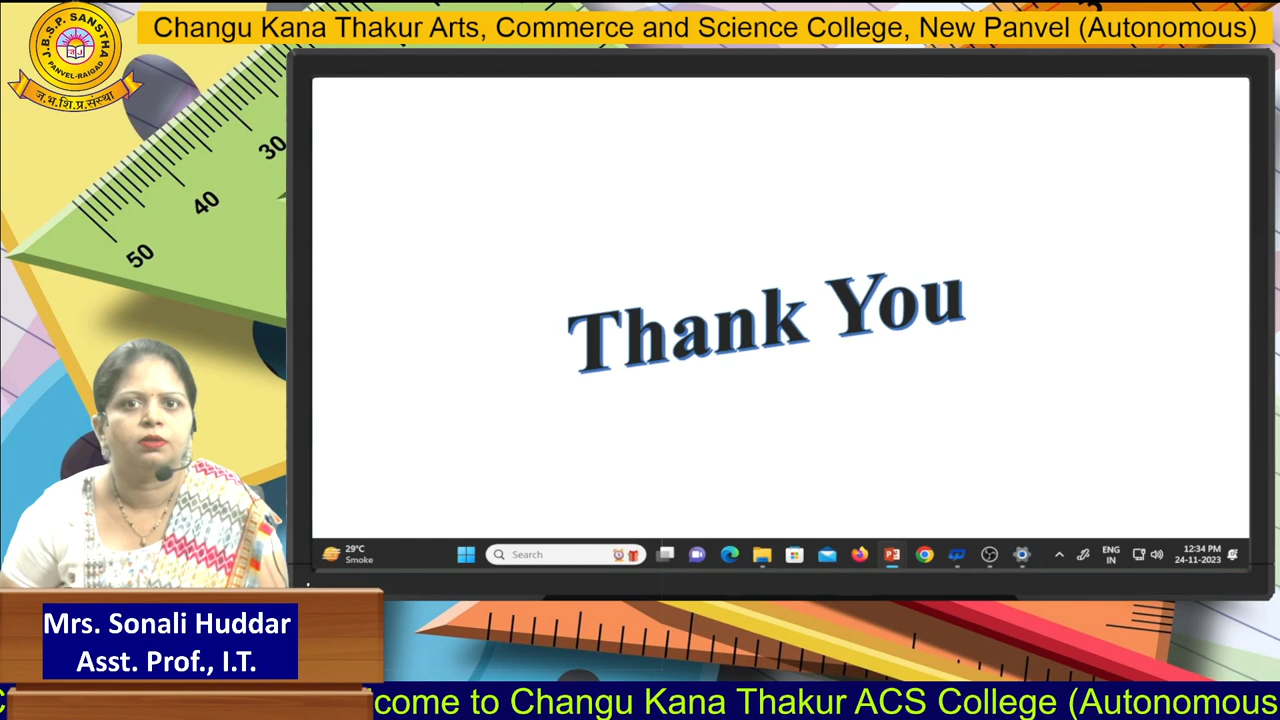 J.B.S.P. SANSTHA
PANVEL-RAIGAD
ज.भ.शि.प्र.संस्था
Changu Kana Thakur Arts, Commerce and Science College, New Panvel (Autonomous)
30
40
50
Thank You
29°C
Smoke
Search
ENG
IN
12:34 PM
24-11-2023
Mrs. Sonali Huddar
Asst. Prof., I.T.
come to Changu Kana Thakur ACS College (Autonomous